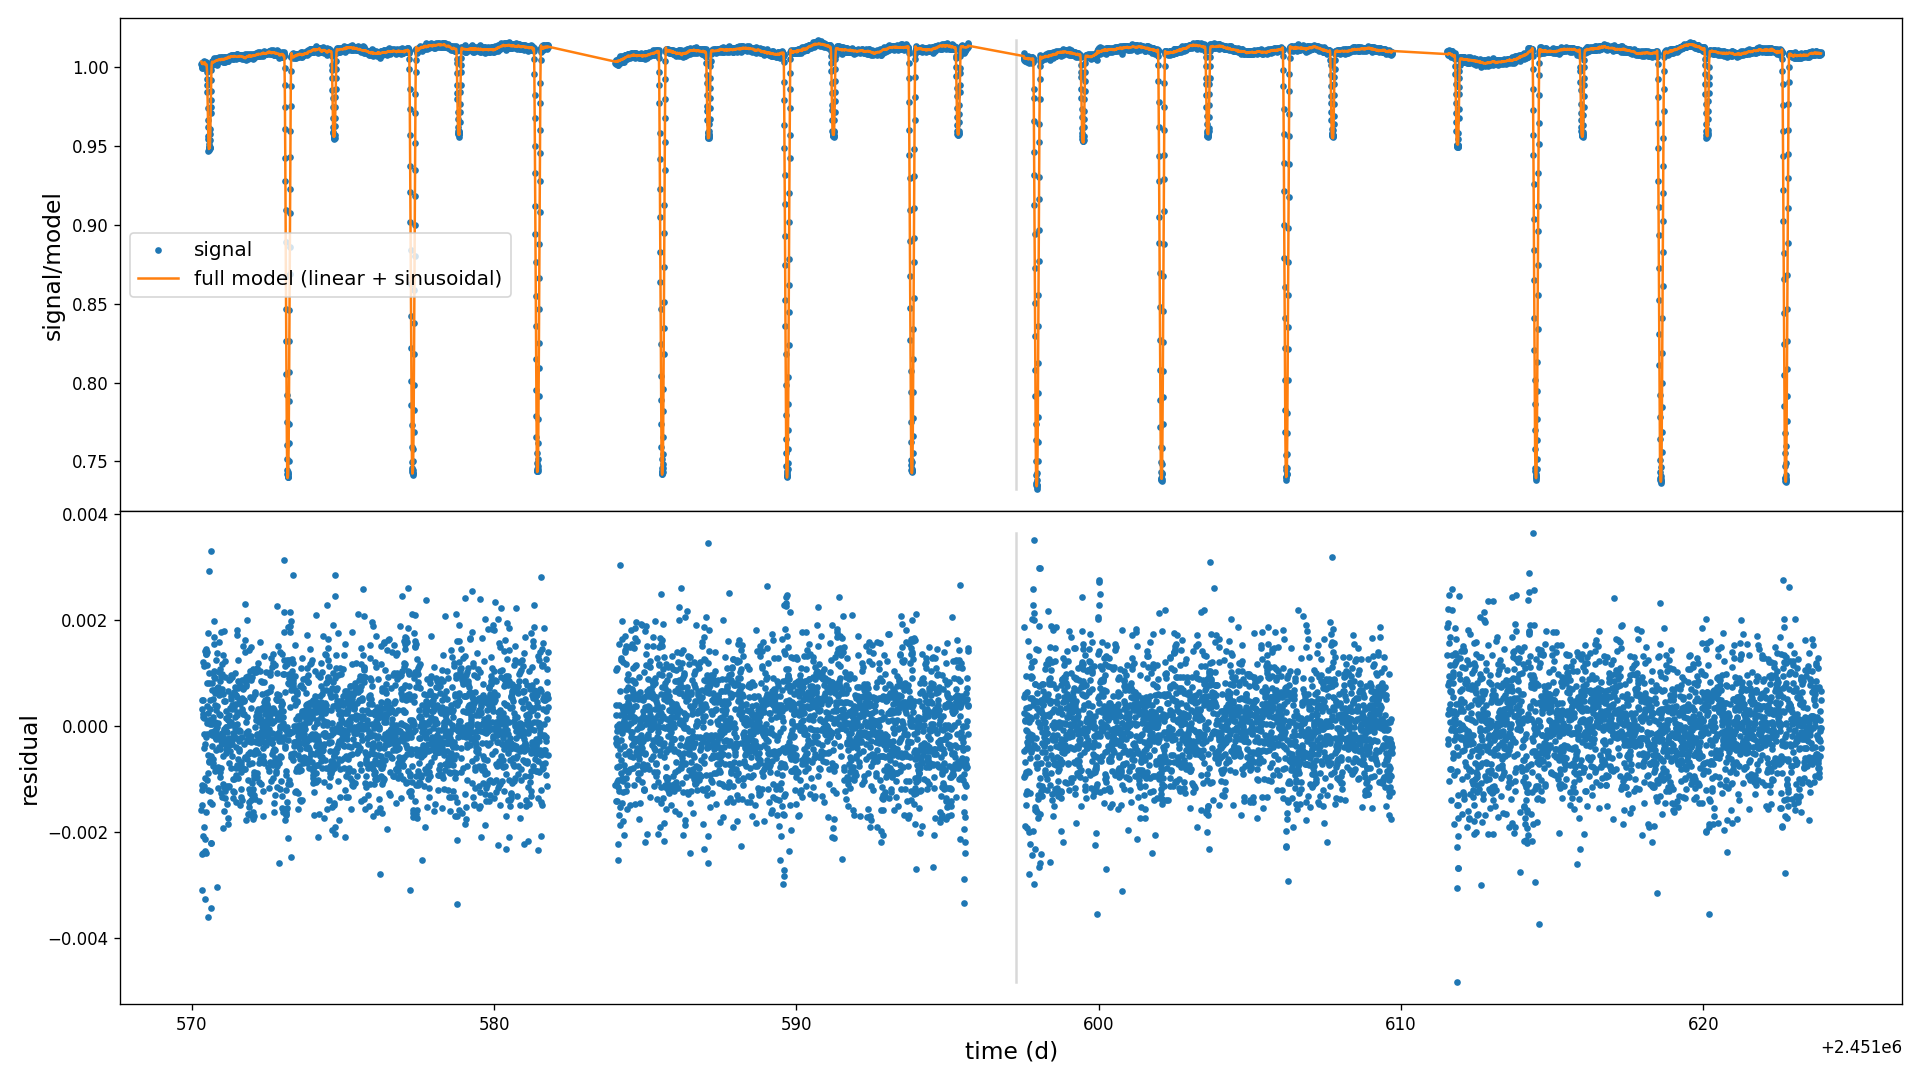 1.00
0.95
0.90
0.85
0.80
0.75
signal/model
signal
full model (linear + sinusoidal)
0.004
0.002
0.000
−0.002
−0.004
residual
570
580
590
600
610
620
time (d)
+2.451e6